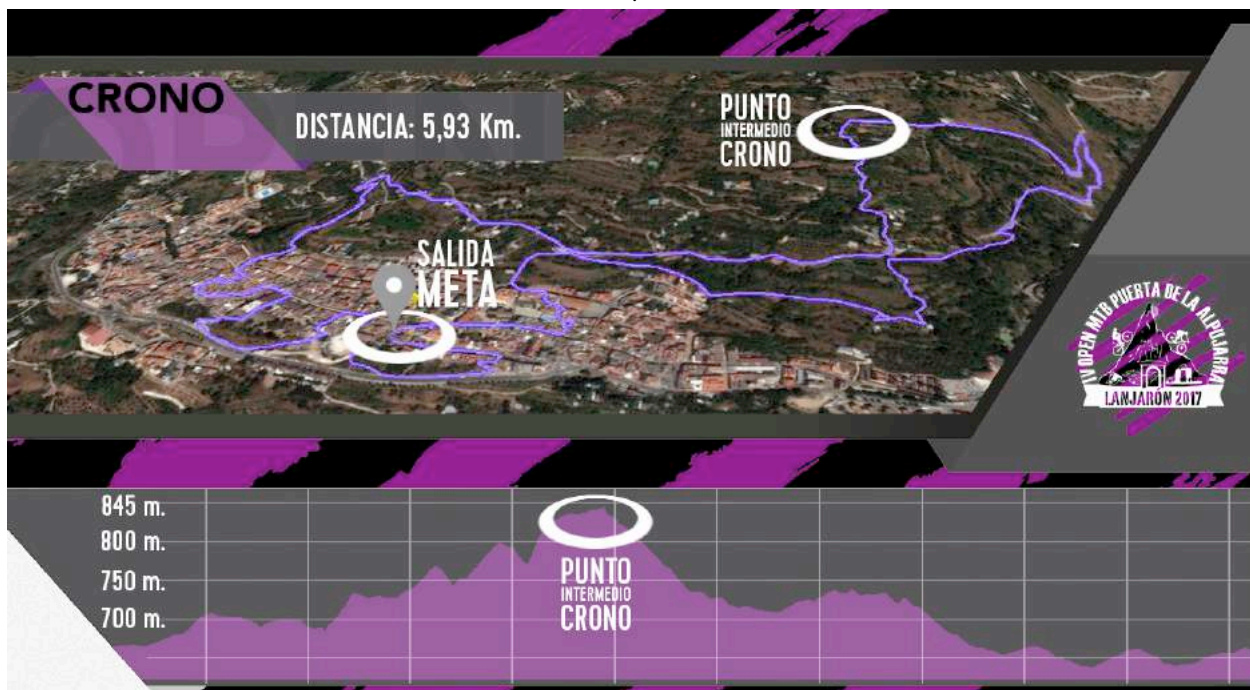 CRONO
DISTANCIA: 5,93 Km.
PUNTO
INTERMEDIO
CRONO
SALIDA
META
IV OPEN MTB PUERTA DE LA ALPUJARRA
LANJARÓN 2017
845 m.
800 m.
750 m.
700 m.
PUNTO
INTERMEDIO
CRONO